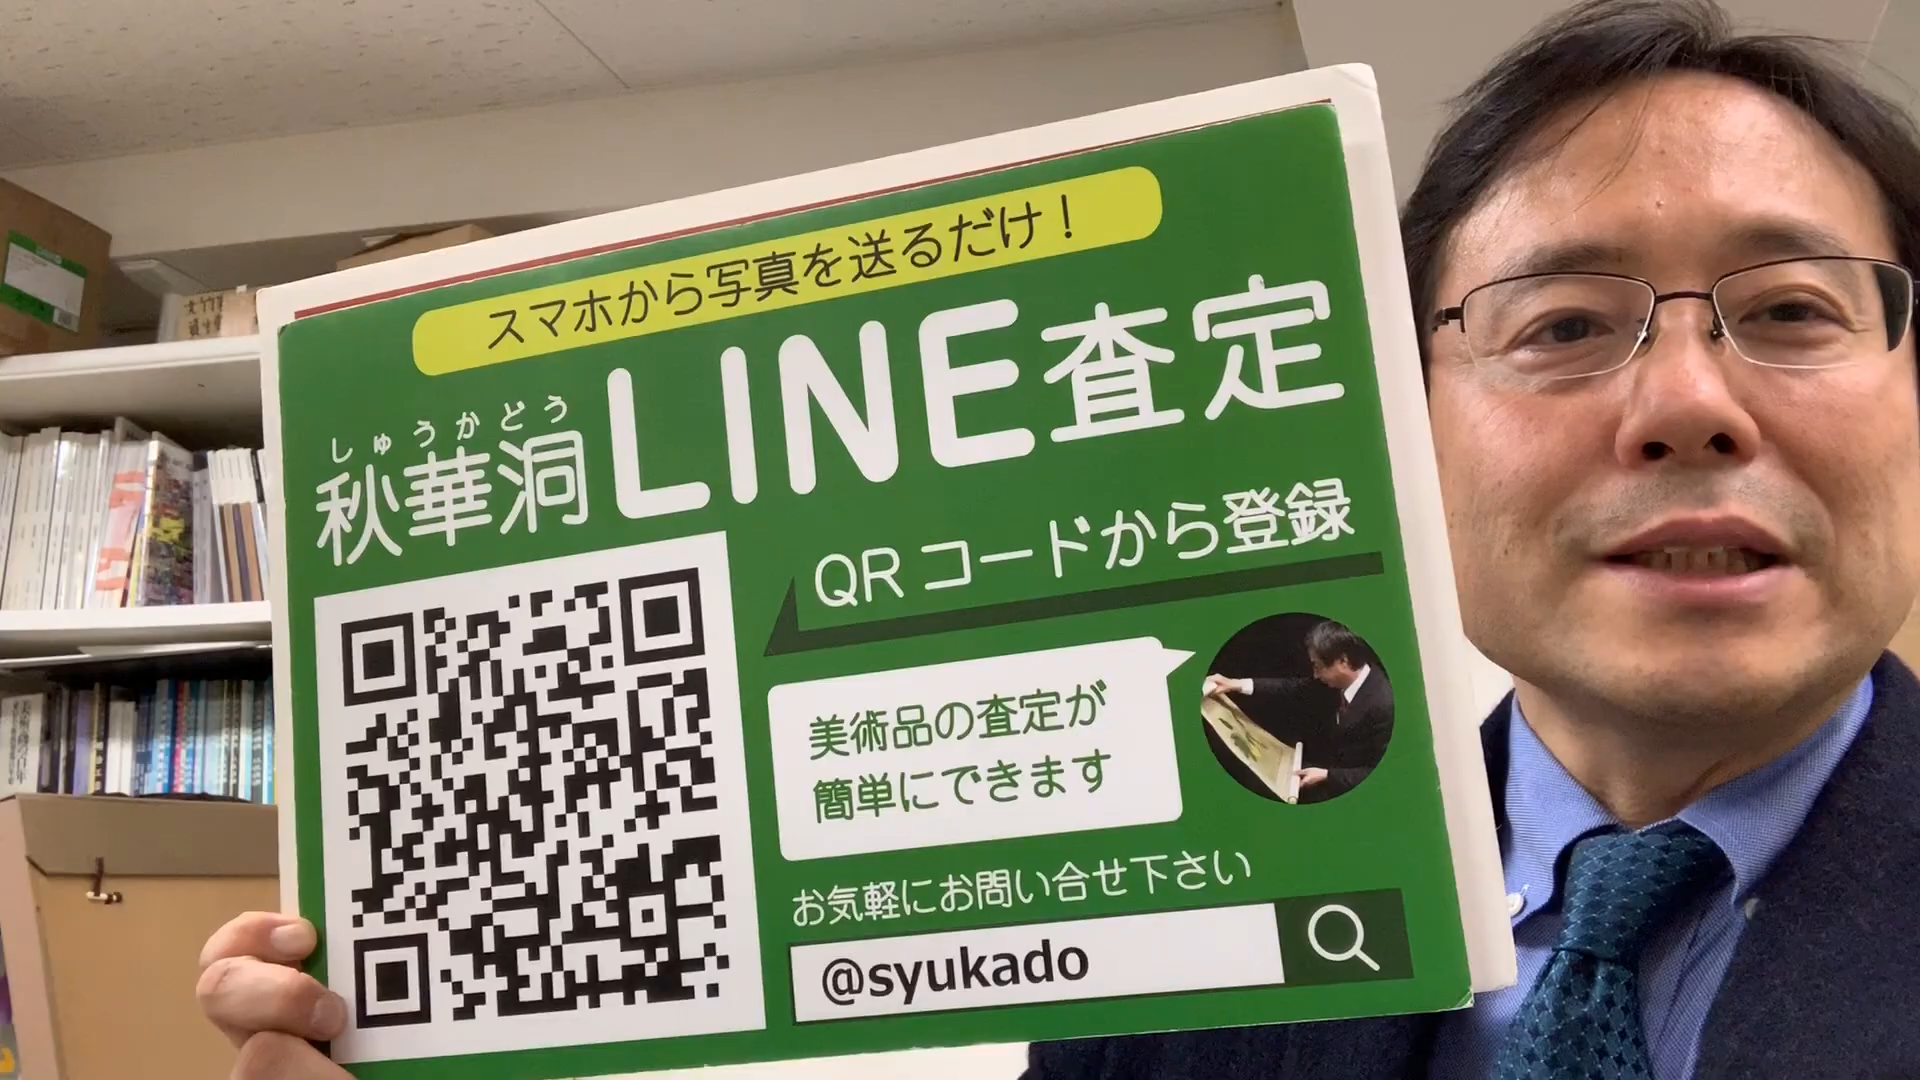 スマホから写真を送るだけ！
しゅうかどう
秋華洞LINE査定
QRコードから登録
美術品の査定が
簡単にできます
お気軽にお問い合せ下さい
@syukado